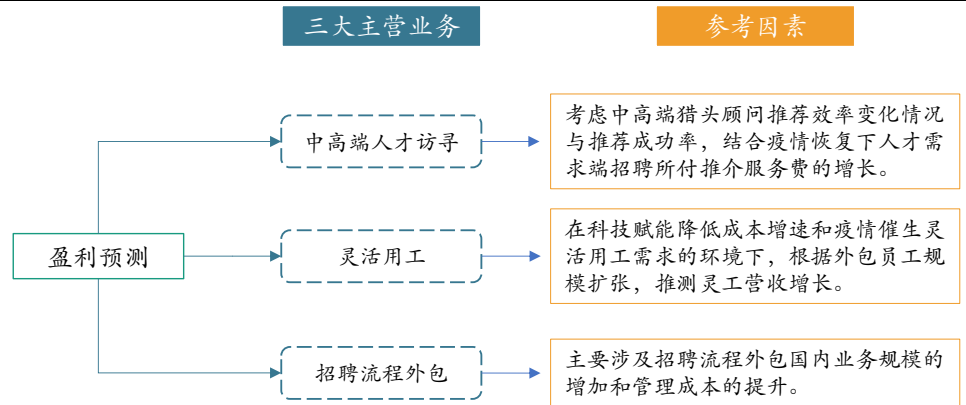 三大主营业务
参考因素
中高端人才访寻
考虑中高端猎头顾问推荐效率变化情况
与推荐成功率，结合疫情恢复下人才需
求端招聘所付推介服务费的增长。
盈利预测
灵活用工
在科技赋能降低成本增速和疫情催生灵
活用工需求的环境下，根据外包员工规
模扩张，推测灵工营收增长。
招聘流程外包
主要涉及招聘流程外包国内业务规模的
增加和管理成本的提升。